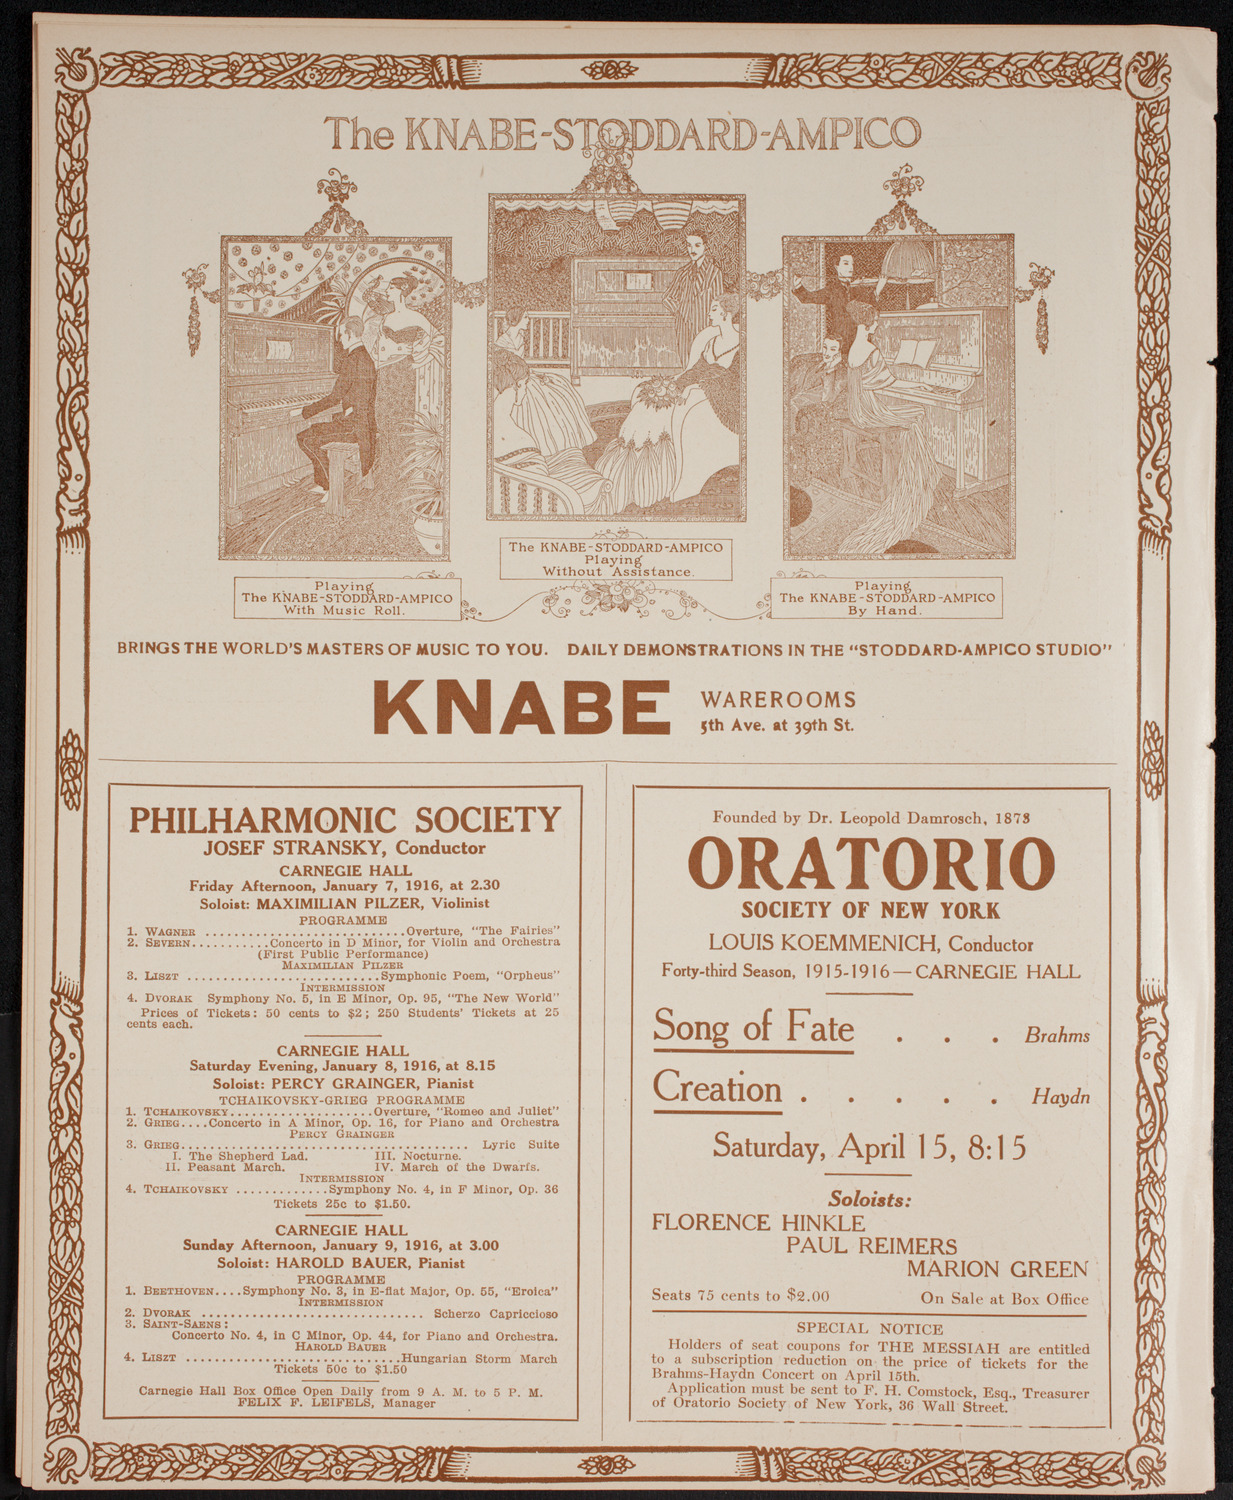 The KNABE-STODDARD-AMPICO
Playing
The KNABE-STODDARD-AMPICO
With Music Roll.
The KNABE-STODDARD-AMPICO
Playing
Without Assistance.
Playing
The KNABE-STODDARD-AMPICO
By Hand.
BRINGS THE WORLD'S MASTERS OF MUSIC TO YOU. DAILY DEMONSTRATIONS IN THE "STODDARD-AMPICO STUDIO"
KNABE WAREROOMS
5th Ave. at 39th St.
PHILHARMONIC SOCIETY
JOSEF STRANSKY, Conductor
CARNEGIE HALL
Friday Afternoon, January 7, 1916, at 2.30
Soloist: MAXIMILIAN PILZER, Violinist
PROGRAMME
1. WAGNER ........................Overture, "The Fairies"
2. SEVERN..........Concerto in D Minor, for Violin and Orchestra
(First Public Performance)
MAXIMILIAN PILZER
3. LISZT ........................Symphonic Poem, "Orpheus"
INTERMISSION
4. DVORAK Symphony No. 5, in E Minor, Op. 95, "The New World"
Prices of Tickets: 50 cents to $2; 250 Students' Tickets at 25
cents each.
CARNEGIE HALL
Saturday Evening, January 8, 1916, at 8.15
Soloist: PERCY GRAINGER, Pianist
TCHAIKOVSKY-GRIEG PROGRAMME
1. TCHAIKOVSKY..................Overture, "Romeo and Juliet"
2. GRIEG....Concerto in A Minor, Op. 16, for Piano and Orchestra
PERCY GRAINGER
3. GRIEG...................................... Lyric Suite
I. The Shepherd Lad. III. Nocturne.
II. Peasant March. IV. March of the Dwarfs.
INTERMISSION
4. TCHAIKOVSKY .............Symphony No. 4, in F Minor, Op. 36
Tickets 25c to $1.50.
CARNEGIE HALL
Sunday Afternoon, January 9, 1916, at 3.00
Soloist: HAROLD BAUER, Pianist
PROGRAMME
1. BEETHOVEN....Symphony No. 3, in E-flat Major, Op. 55, "Eroica"
INTERMISSION
2. DVORAK ............................ Scherzo Capriccioso
3. SAINT-SAENS:
Concerto No. 4, in C Minor, Op. 44, for Piano and Orchestra.
HAROLD BAUER
4. LISZT ...........................Hungarian Storm March
Tickets 50c to $1.50
Carnegie Hall Box Office Open Daily from 9 A. M. to 5 P. M.
FELIX F. LEIFELS, Manager
Founded by Dr. Leopold Damrosch, 1873
ORATORIO
SOCIETY OF NEW YORK
LOUIS KOEMMENICH, Conductor
Forty-third Season, 1915-1916—CARNEGIE HALL
Song of Fate . . . Brahms
Creation . . . . . Haydn
Saturday, April 15, 8:15
Soloists:
FLORENCE HINKLE
PAUL REIMERS
MARION GREEN
Seats 75 cents to $2.00 On Sale at Box Office
SPECIAL NOTICE
Holders of seat coupons for THE MESSIAH are entitled
to a subscription reduction on the price of tickets for the
Brahms-Haydn Concert on April 15th.
Application must be sent to F. H. Comstock, Esq., Treasurer
of Oratorio Society of New York, 36 Wall Street.